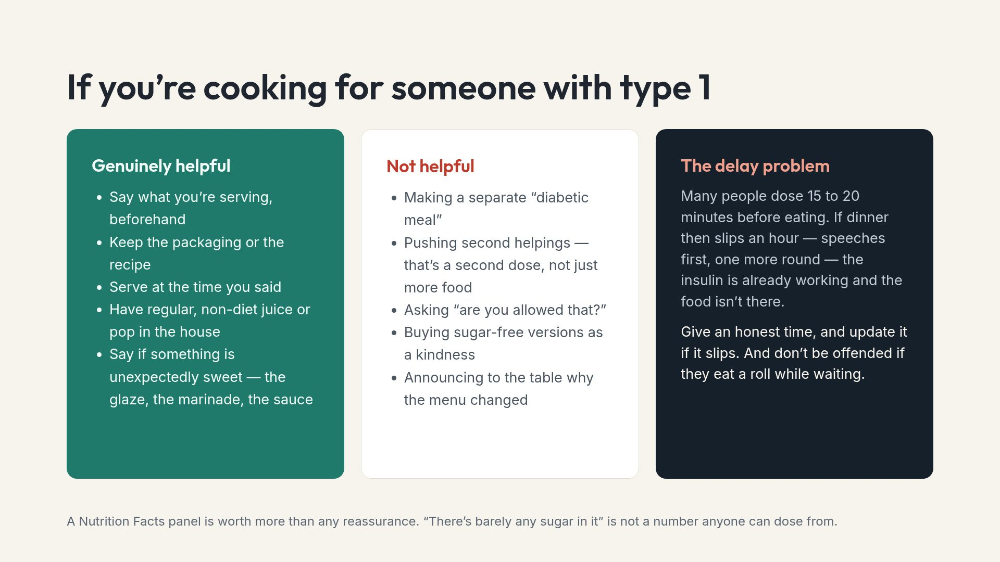 If you’re cooking for someone with type 1
Genuinely helpful
• Say what you’re serving,
beforehand
• Keep the packaging or the
recipe
• Serve at the time you said
• Have regular, non-diet juice or
pop in the house
• Say if something is
unexpectedly sweet — the
glaze, the marinade, the sauce
Not helpful
• Making a separate “diabetic
meal”
• Pushing second helpings —
that’s a second dose, not just
more food
• Asking “are you allowed that?”
• Buying sugar-free versions as
a kindness
• Announcing to the table why
the menu changed
The delay problem
Many people dose 15 to 20
minutes before eating. If dinner
then slips an hour — speeches
first, one more round — the
insulin is already working and the
food isn’t there.
Give an honest time, and update it
if it slips. And don’t be offended if
they eat a roll while waiting.
A Nutrition Facts panel is worth more than any reassurance. “There’s barely any sugar in it” is not a number anyone can dose from.